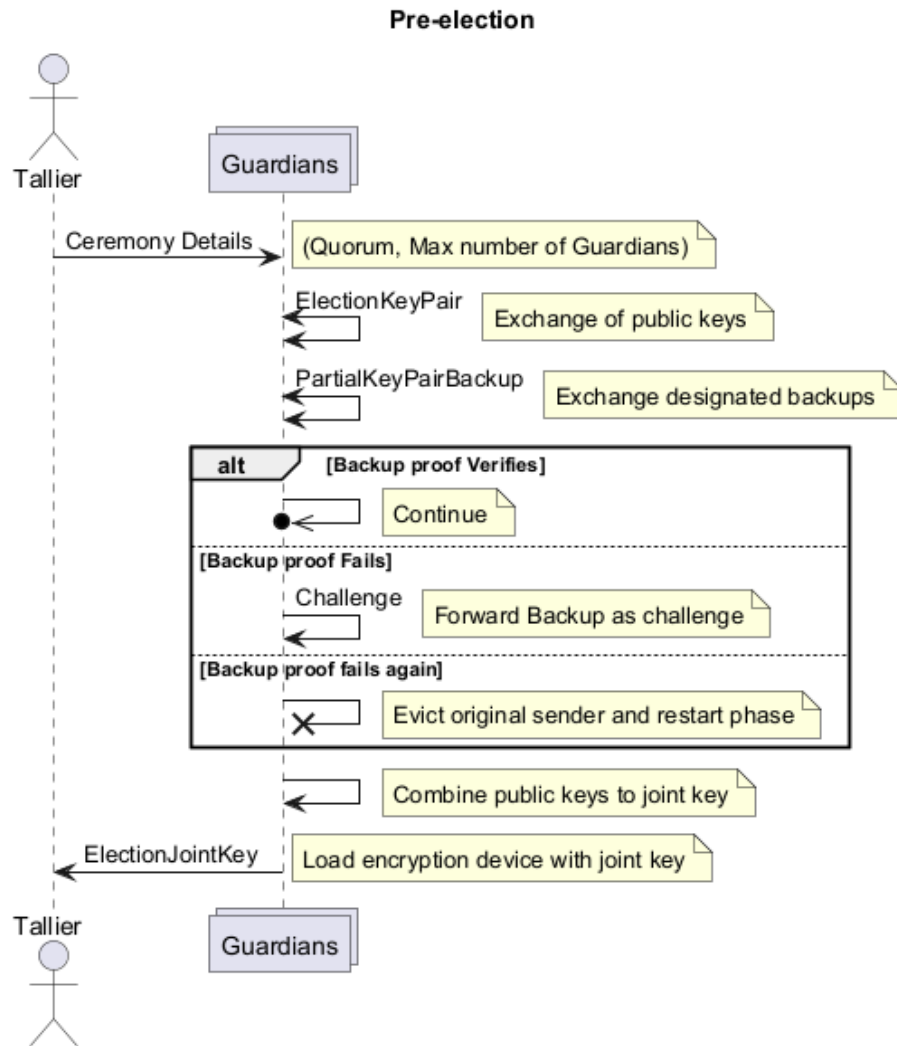 Pre-election
Tallier
Guardians
Ceremony Details
(Quorum, Max number of Guardians)
ElectionKeyPair
Exchange of public keys
PartialKeyPairBackup
Exchange designated backups
alt
[Backup proof Verifies]
Continue
[Backup proof Fails]
Challenge
Forward Backup as challenge
[Backup proof fails again]
Evict original sender and restart phase
Combine public keys to joint key
ElectionJointKey
Load encryption device with joint key
Tallier
Guardians